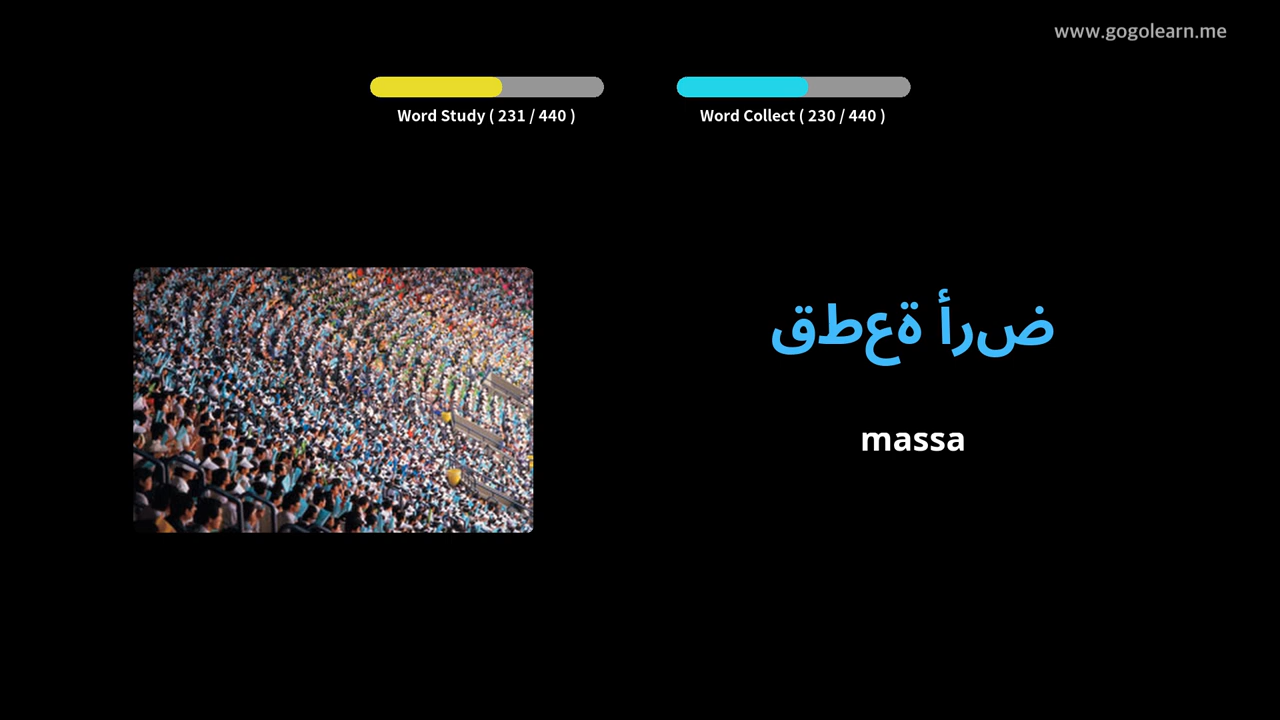 www.gogolearn.me
Word Study ( 231 / 440 )
Word Collect ( 230 / 440 )
قطعة أرض
massa